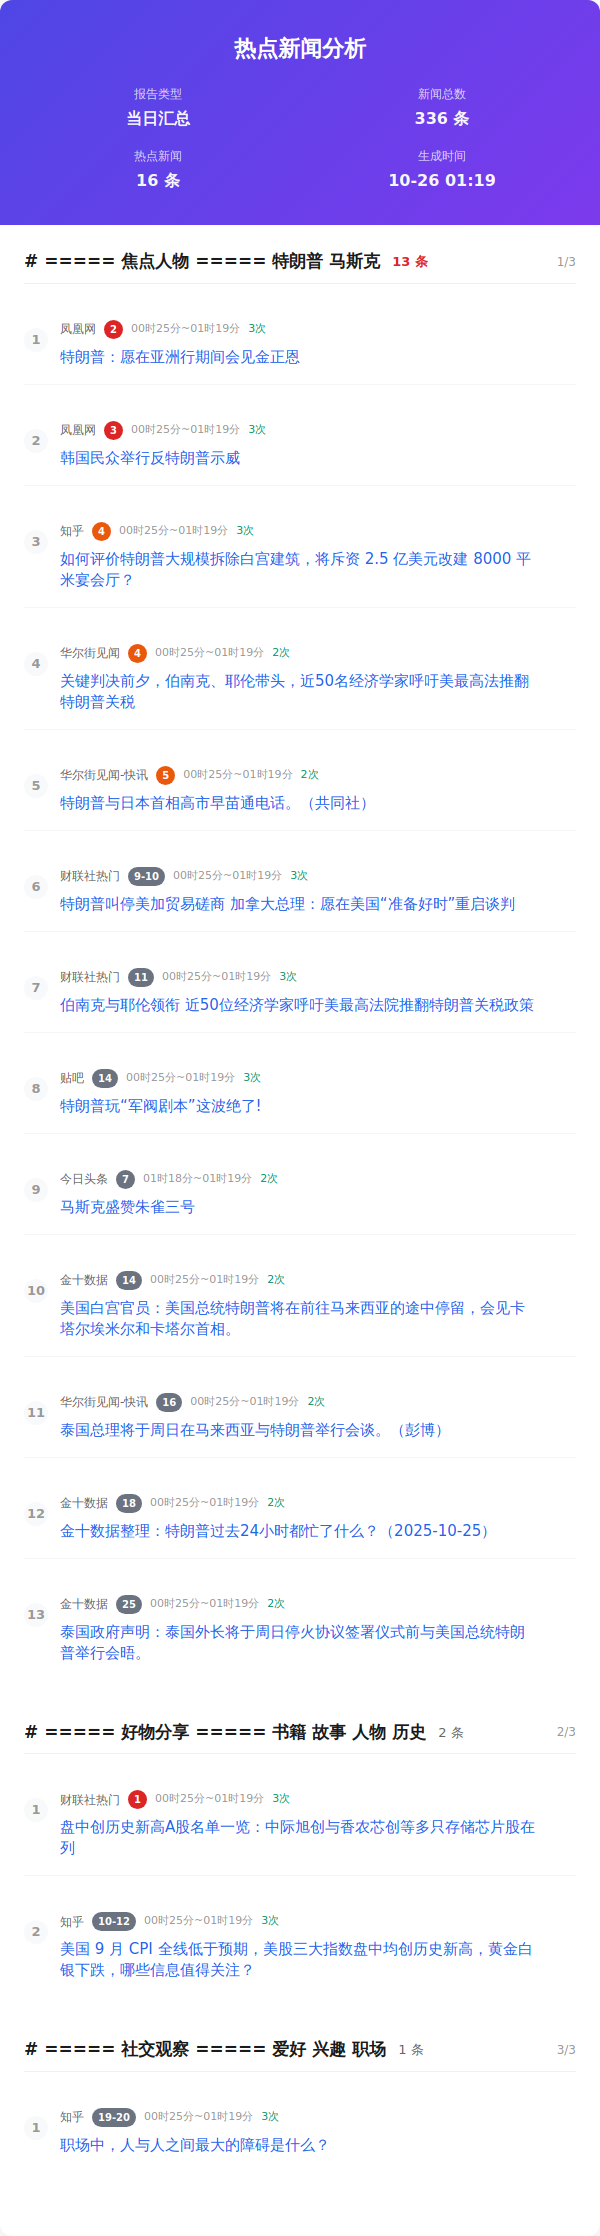 热点新闻分析
报告类型
新闻总数
当日汇总
336 条
热点新闻
生成时间
16 条
10-26 01:19
# ===== 焦点人物 ===== 特朗普 马斯克 13 条 1/3
1 凤凰网 2 00时25分~01时19分 3次
特朗普：愿在亚洲行期间会见金正恩
2 凤凰网 3 00时25分~01时19分 3次
韩国民众举行反特朗普示威
3 知乎 4 00时25分~01时19分 3次
如何评价特朗普大规模拆除白宫建筑，将斥资 2.5 亿美元改建 8000 平
米宴会厅？
4 华尔街见闻 4 00时25分~01时19分 2次
关键判决前夕，伯南克、耶伦带头，近50名经济学家呼吁美最高法推翻
特朗普关税
5 华尔街见闻-快讯 5 00时25分~01时19分 2次
特朗普与日本首相高市早苗通电话。（共同社）
6 财联社热门 9-10 00时25分~01时19分 3次
特朗普叫停美加贸易磋商 加拿大总理：愿在美国“准备好时”重启谈判
7 财联社热门 11 00时25分~01时19分 3次
伯南克与耶伦领衔 近50位经济学家呼吁美国最高法院推翻特朗普关税政策
8 贴吧 14 00时25分~01时19分 3次
特朗普玩“军阀剧本”这波绝了!
9 今日头条 7 01时18分~01时19分 2次
马斯克盛赞朱雀三号
10 金十数据 14 00时25分~01时19分 2次
美国白宫官员：美国总统特朗普将在前往马来西亚的途中停留，会见卡
塔尔埃米尔和卡塔尔首相。
11 华尔街见闻-快讯 16 00时25分~01时19分 2次
泰国总理将于周日在马来西亚与特朗普举行会谈。（彭博）
12 金十数据 18 00时25分~01时19分 2次
金十数据整理：特朗普过去24小时都忙了什么？（2025-10-25）
13 金十数据 25 00时25分~01时19分 2次
泰国政府声明：泰国外长将于周日停火协议签署仪式前与美国总统特朗
普举行会晤。
# ===== 好物分享 ===== 书籍 故事 人物 历史 2 条 2/3
1 财联社热门 1 00时25分~01时19分 3次
盘中创历史新高A股名单一览：中际旭创与香农芯创等多只存储芯片股在
列
2 知乎 10-12 00时25分~01时19分 3次
美国 9 月 CPI 全线低于预期，美股三大指数盘中均创历史新高，黄金白
银下跌，哪些信息值得关注？
# ===== 社交观察 ===== 爱好 兴趣 职场 1 条 3/3
1 知乎 19-20 00时25分~01时19分 3次
职场中，人与人之间最大的障碍是什么？